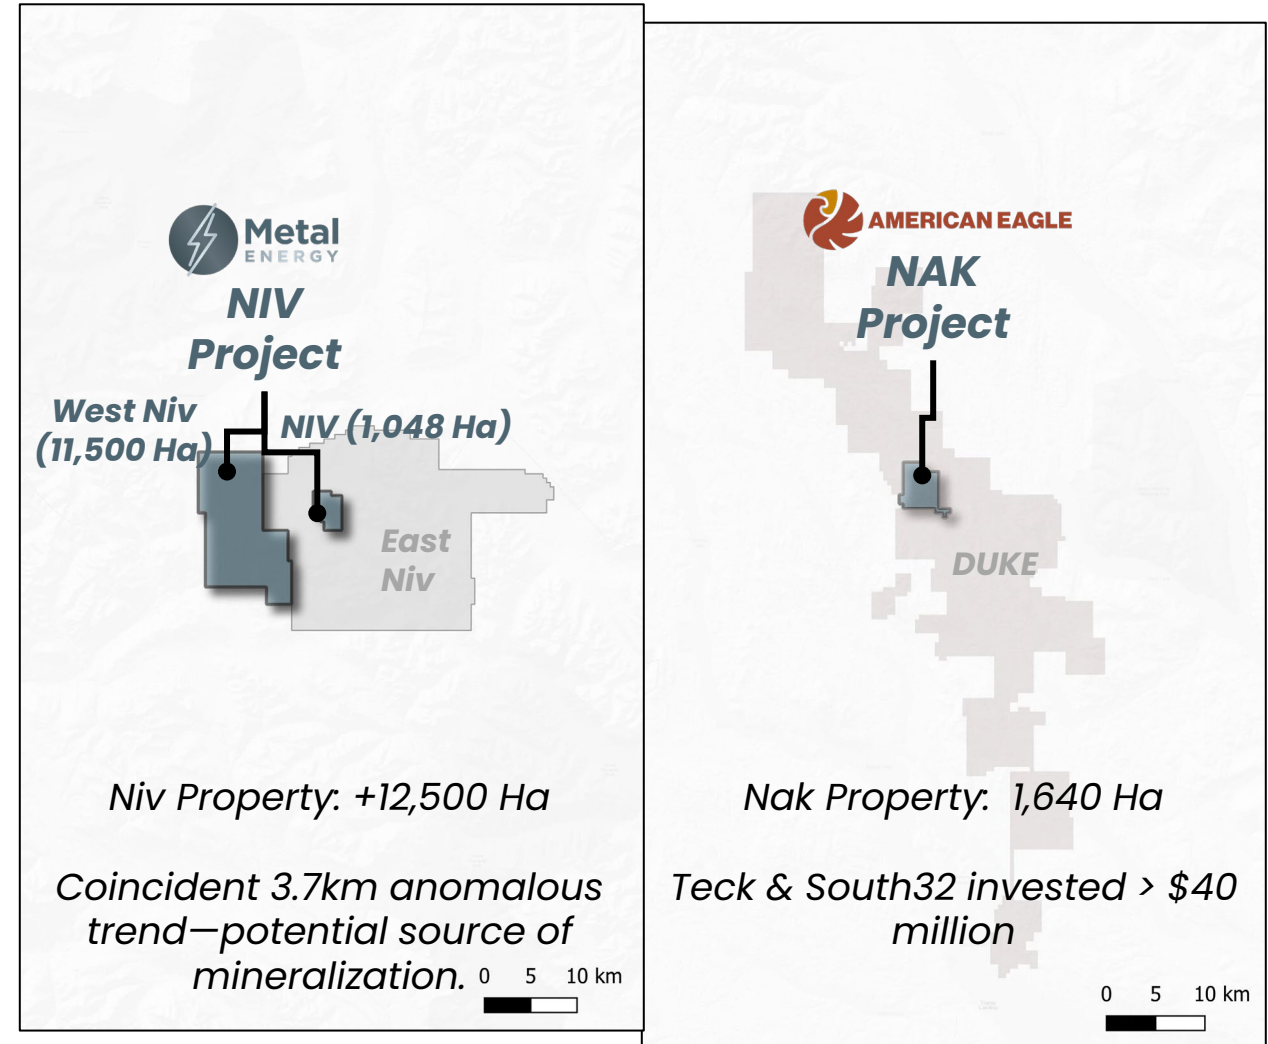 Metal
ENERGY
NIV
Project
West Niv
(11,500 Ha)
NIV (1,048 Ha)
East
Niv
Niv Property: +12,500 Ha
Coincident 3.7km anomalous
trend—potential source of
mineralization.
0 5 10 km
AMERICAN EAGLE
NAK
Project
DUKE
Nak Property: 1,640 Ha
Teck & South32 invested > $40
million
0 5 10 km